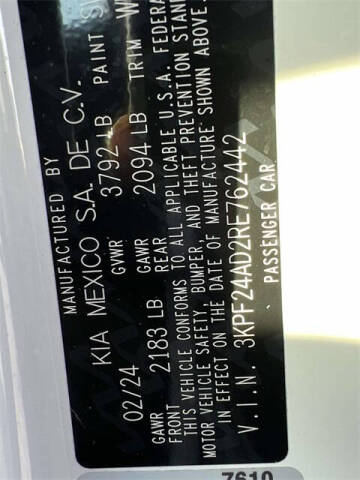 MANUFACTURED BY
KIA MEXICO S.A. DE C.V.
02/24 GVWR 3792 LB PAINT
GAWR FRONT 2183 LB GAWR REAR 2094 LB TRIM
THIS VEHICLE CONFORMS TO ALL APPLICABLE U.S.A. FEDERAL
MOTOR VEHICLE SAFETY, BUMPER, AND THEFT PREVENTION STAN
IN EFFECT ON THE DATE OF MANUFACTURE SHOWN ABOVE.
V.I.N. 3KPF24AD2RE762442
PASSENGER CAR
7610